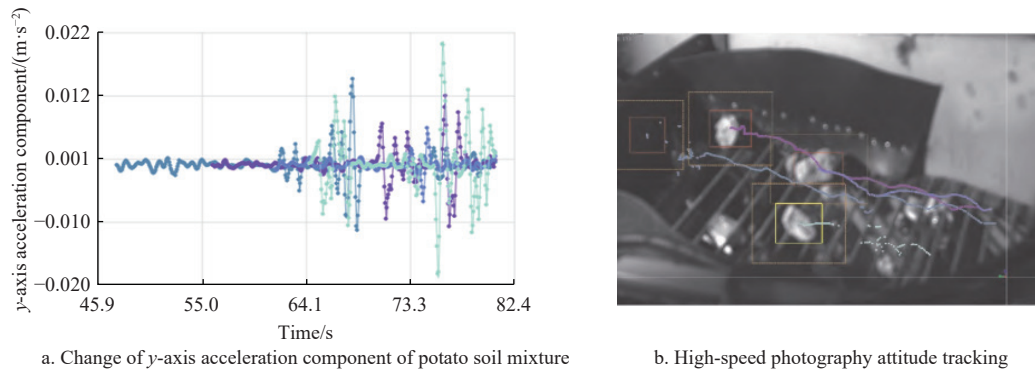 y-axis acceleration component/(m·s⁻²)
0.022
0.012
0.001
−0.010
−0.020
45.9 55.0 64.1 73.3 82.4
Time/s
a. Change of y-axis acceleration component of potato soil mixture
b. High-speed photography attitude tracking